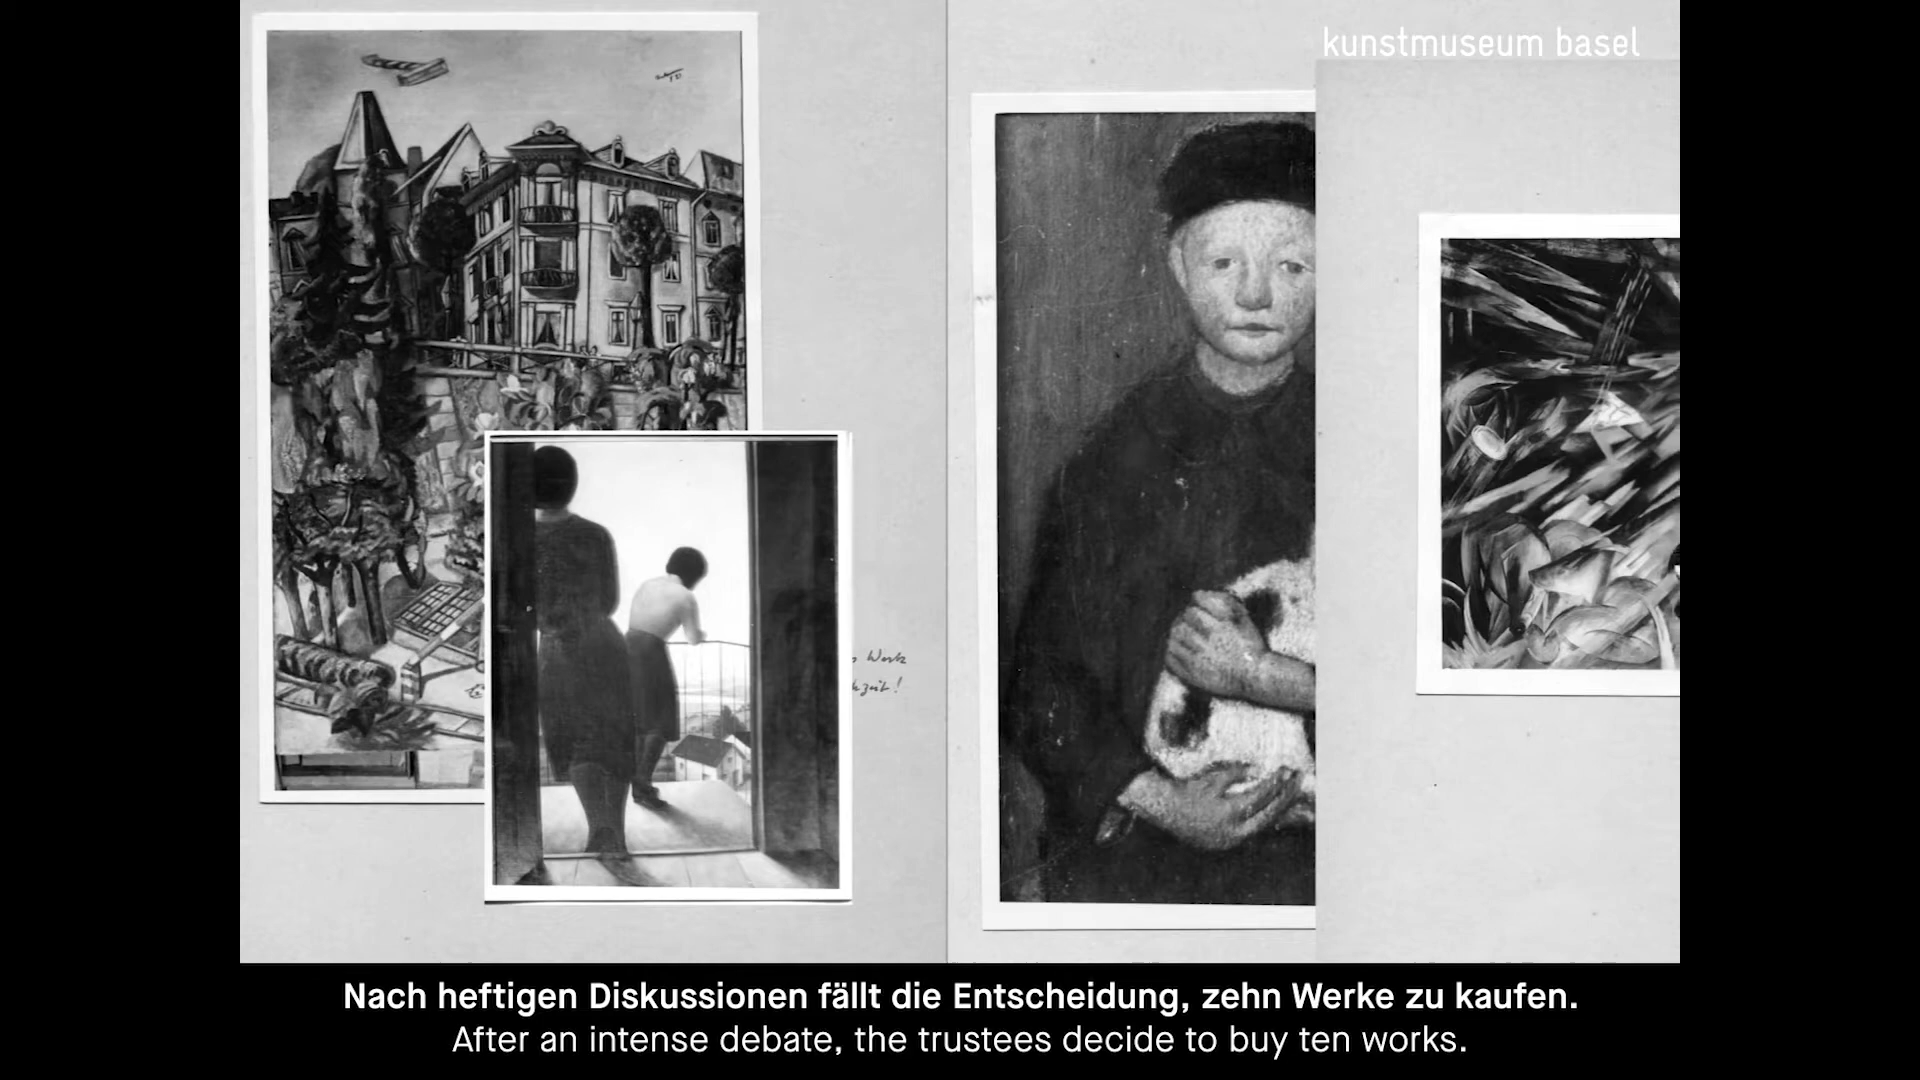 kunstmuseum basel
Werk
Nach heftigen Diskussionen fällt die Entscheidung, zehn Werke zu kaufen.
After an intense debate, the trustees decide to buy ten works.